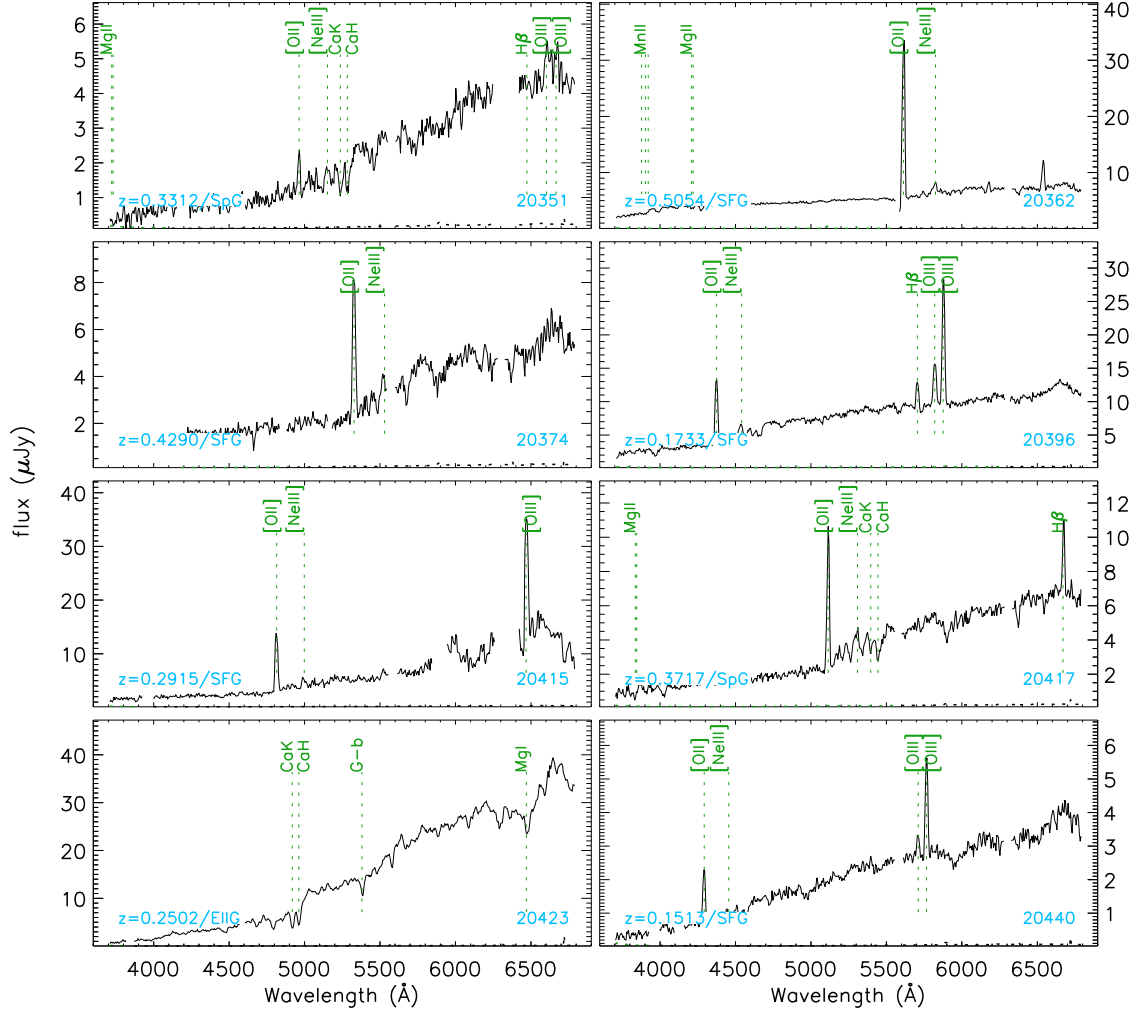 MgII [OII] [NeIII] CaK CaH Hβ [OIII] [OIII]
6
5
4
3
2
1
z=0.3312/SpG 20351
MnII MgII [OII] [NeIII]
40
30
20
10
z=0.5054/SFG 20362
[OII] [NeIII]
8
6
4
2
z=0.4290/SFG 20374
[OII] [NeIII] Hβ [OIII] [OIII]
30
25
20
15
10
5
z=0.1733/SFG 20396
[OII] [NeIII] [OIII]
40
30
20
10
z=0.2915/SFG 20415
MgII [OII] [NeIII] CaK CaH Hβ
12
10
8
6
4
2
z=0.3717/SpG 20417
CaK CaH G-b MgI
40
30
20
10
z=0.2502/EllG 20423
[OII] [NeIII] [OIII] [OIII]
6
5
4
3
2
1
z=0.1513/SFG 20440
flux (μJy)
4000 4500 5000 5500 6000 6500
Wavelength (Å)
4000 4500 5000 5500 6000 6500
Wavelength (Å)